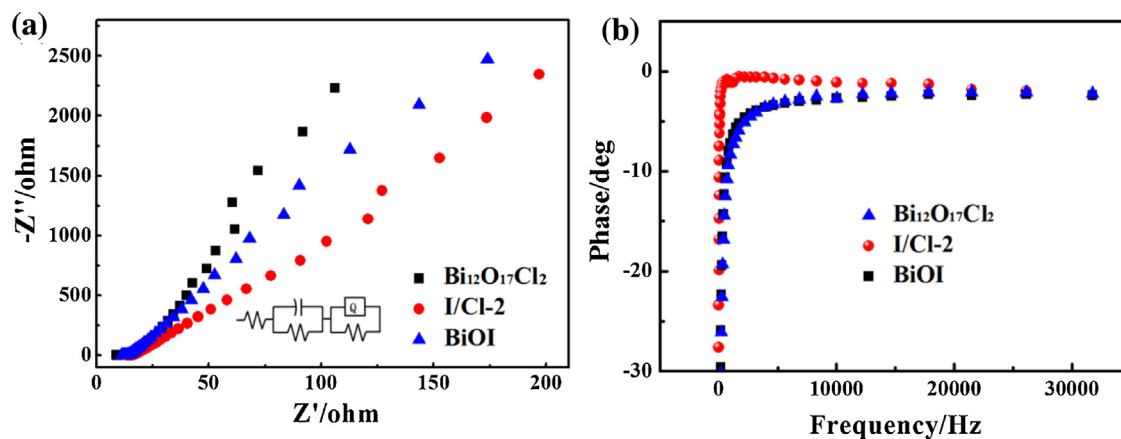 (a)
2500
2000
1500
1000
500
0
-Z''/ohm
Bi₁₂O₁₇Cl₂
I/Cl-2
BiOI
Q
0
50
100
150
200
Z'/ohm
(b)
0
-10
-20
-30
Phase/deg
Bi₁₂O₁₇Cl₂
I/Cl-2
BiOI
0
10000
20000
30000
Frequency/Hz